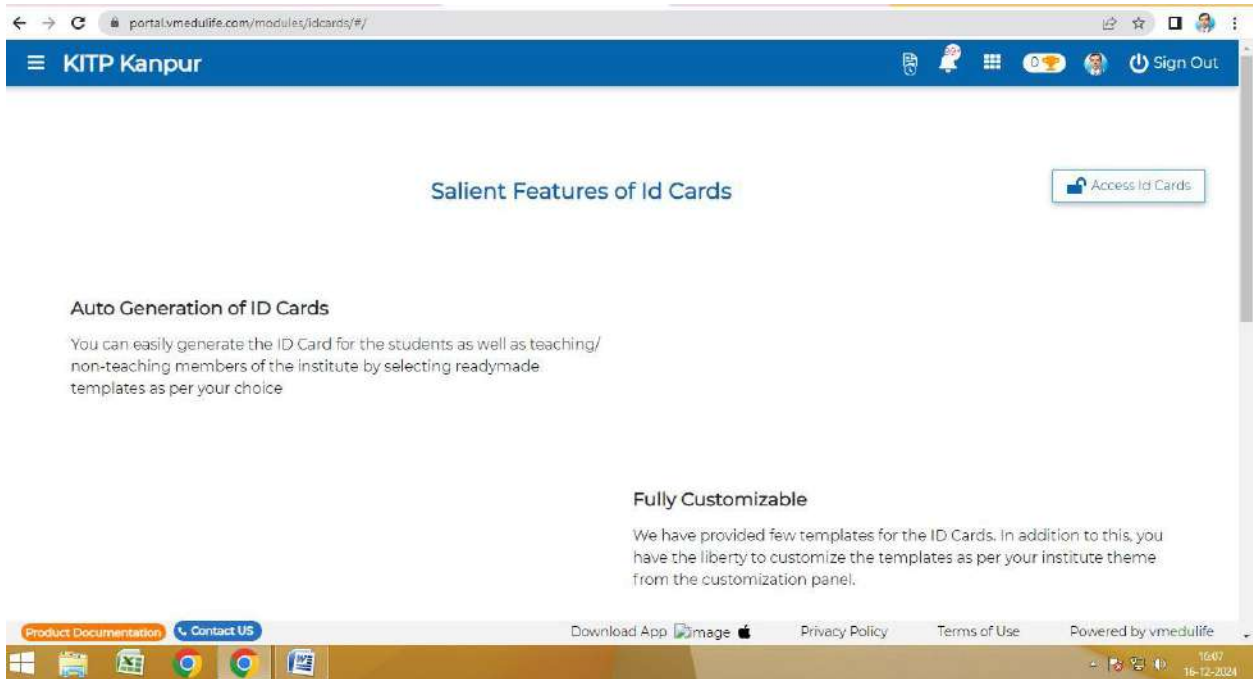 portal.vmedulife.com/modules/idcards/#/
KITP Kanpur
0
Sign Out
Salient Features of Id Cards
Access Id Cards
Auto Generation of ID Cards
You can easily generate the ID Card for the students as well as teaching/
non-teaching members of the institute by selecting readymade
templates as per your choice
Fully Customizable
We have provided few templates for the ID Cards. In addition to this, you
have the liberty to customize the templates as per your institute theme
from the customization panel.
Product Documentation
Contact US
Download App image
Privacy Policy
Terms of Use
Powered by vmedulife
16:07
16-12-2024